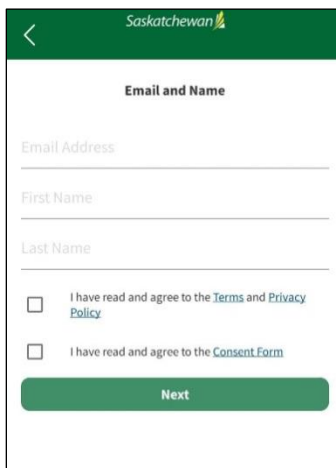 Saskatchewan
Email and Name
Email Address
First Name
Last Name
I have read and agree to the Terms and Privacy
Policy
I have read and agree to the Consent Form
Next